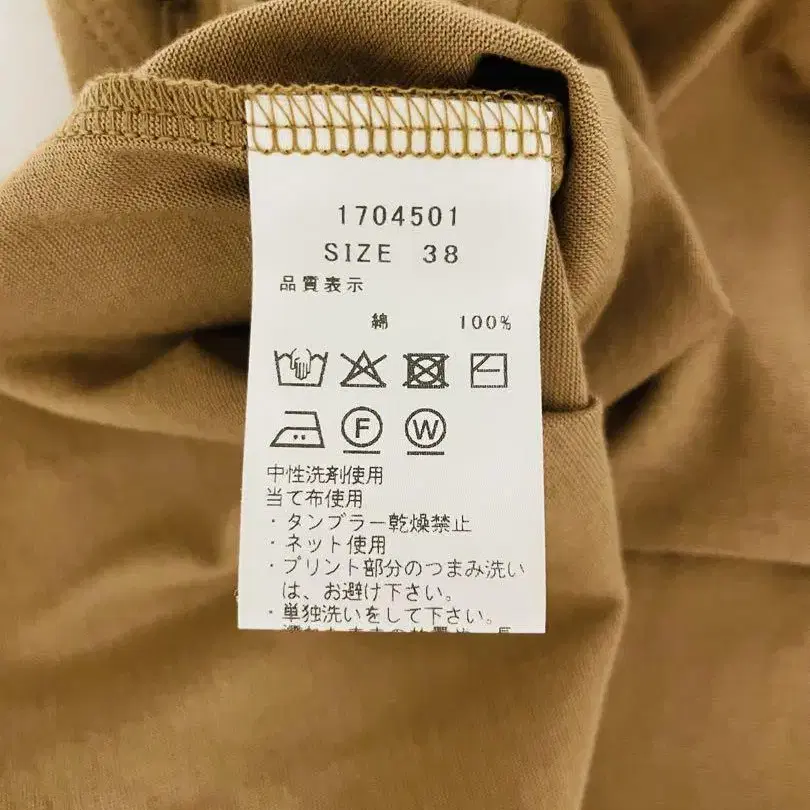 1704501
SIZE 38
品質表示
綿 100%
F W
中性洗剤使用
当て布使用
・タンブラー乾燥禁止
・ネット使用
・プリント部分のつまみ洗い
は、お避け下さい。
・単独洗いをして下さい。